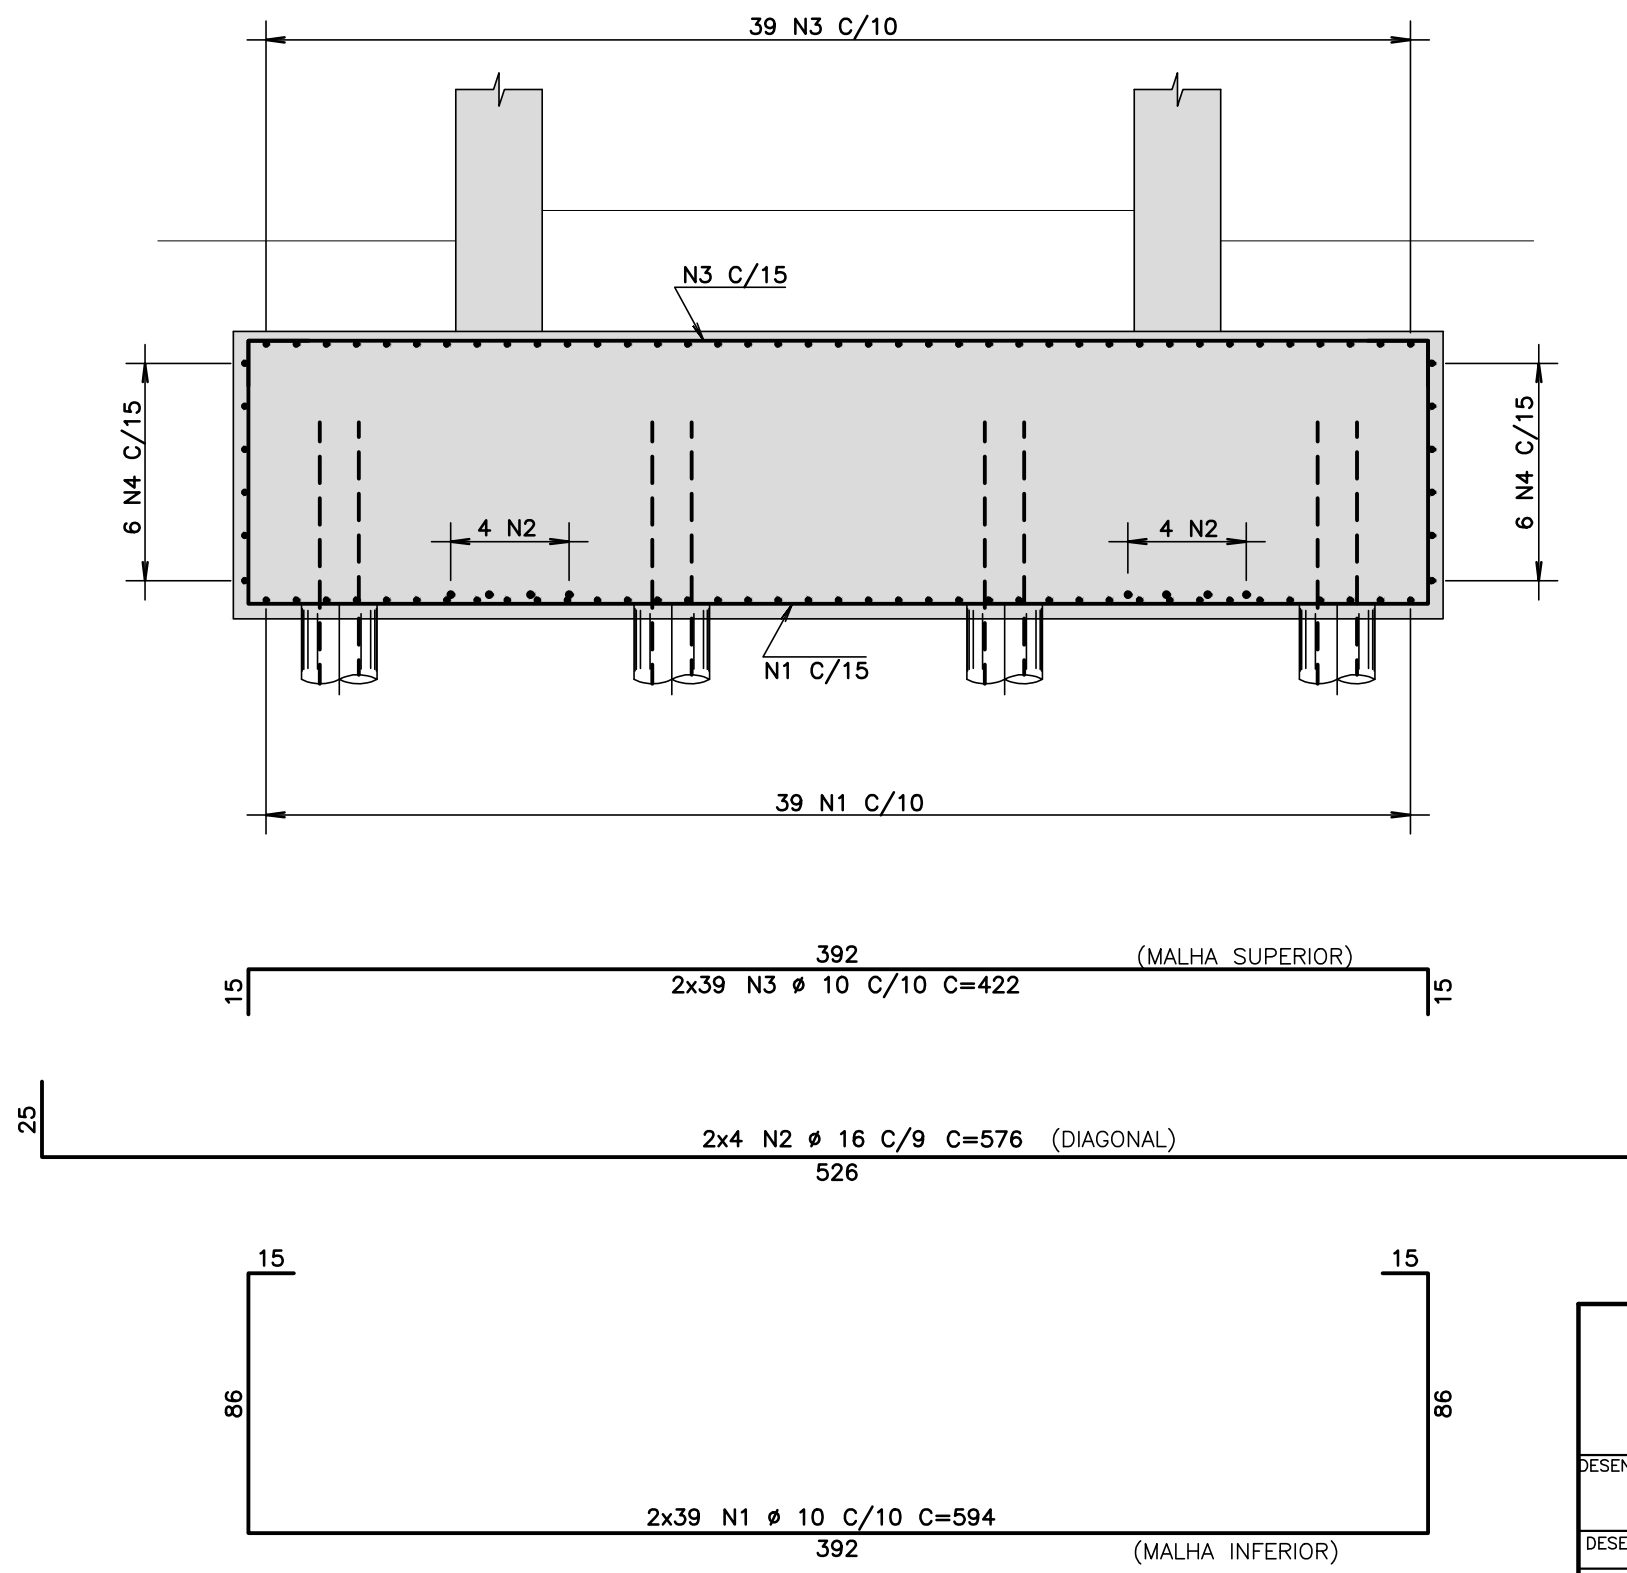 39 N3 C/10
N3 C/15
6 N4 C/15
6 N4 C/15
4 N2
4 N2
N1 C/15
39 N1 C/10
392
(MALHA SUPERIOR)
15
2x39 N3 ø 10 C/10 C=422
15
25
2x4 N2 ø 16 C/9 C=576 (DIAGONAL)
526
15
15
86
86
2x39 N1 ø 10 C/10 C=594
392
(MALHA INFERIOR)